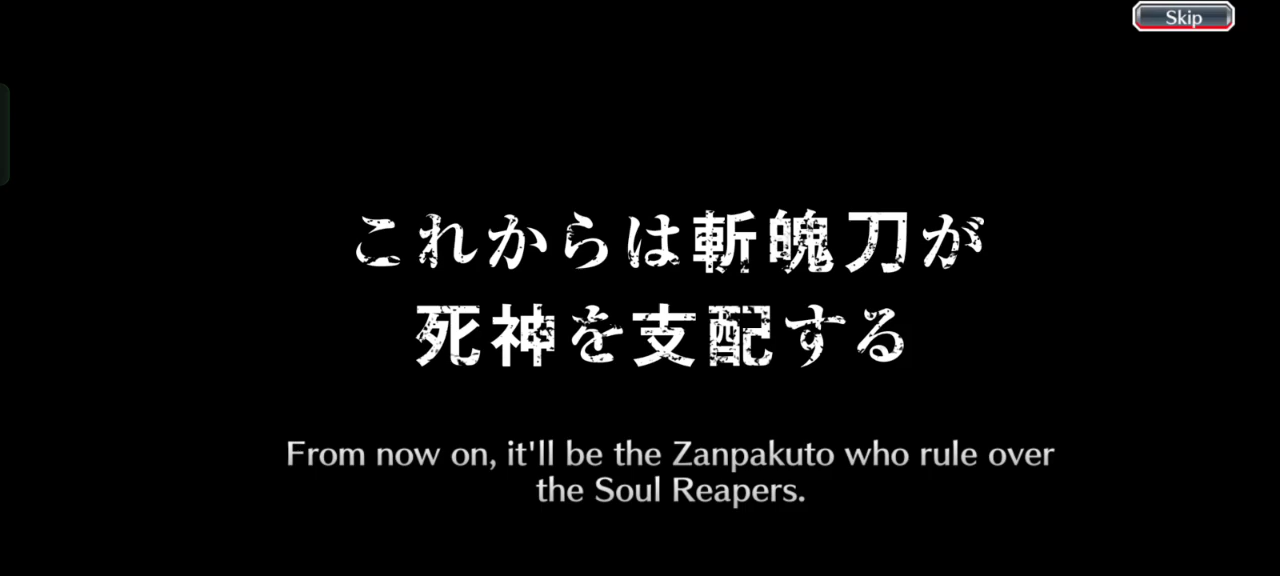 Skip
これからは斬魄刀が
死神を支配する
From now on, it'll be the Zanpakuto who rule over
the Soul Reapers.